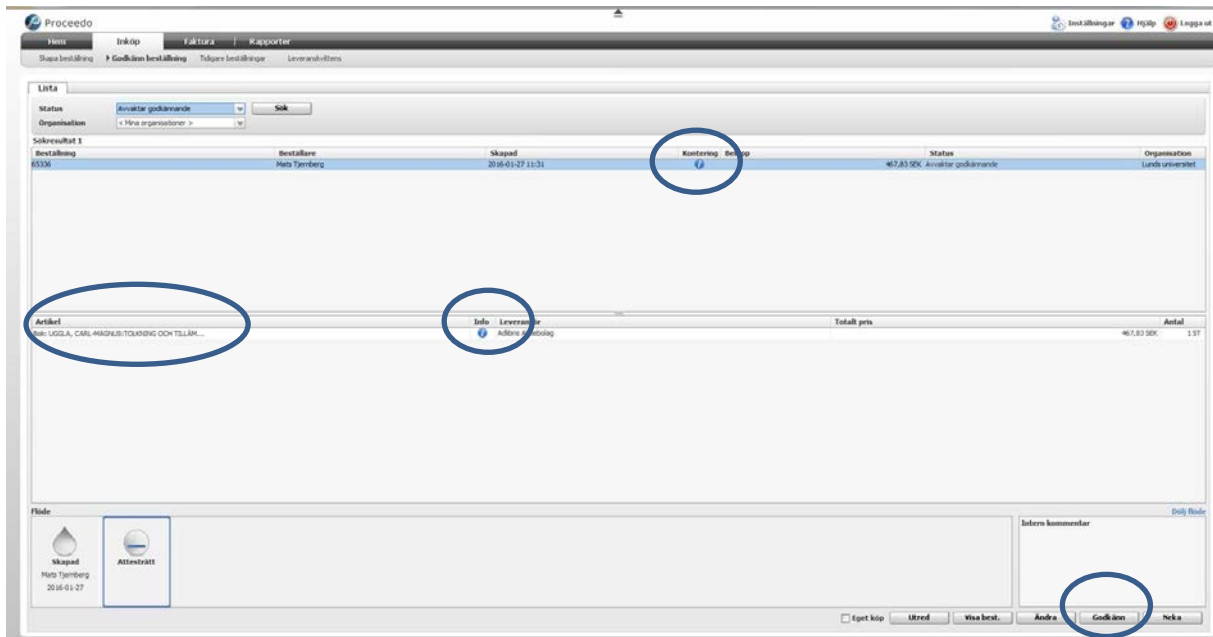 Proceedo
Inställningar Hjälp Logga ut
Hem Inköp Faktura Rapporter
Skapa beställning Godkänn beställning Tidigare beställningar Leveranskvittens
Lista
Status Avvaktar godkännande Sök
Organisation < Mina organisationer >
Sökresultat 1
Beställning Beställare Skapad Kontering Belopp Status Organisation
65336 Mats Tjernberg 2016-01-27 11:31 467,83 SEK Avvaktar godkännande Lunds universitet
Artikel Info Leverantör Totalt pris Antal
Bok: UGGLA, CARL-MAGNUS:TOLKNING OCH TILLÄM... Adlibris Aktiebolag 467,83 SEK 1 ST
Flöde Dölj flöde
Intern kommentar
Skapad Attesträtt
Mats Tjernberg
2016-01-27
Eget köp Utred Visa best. Ändra Godkänn Neka